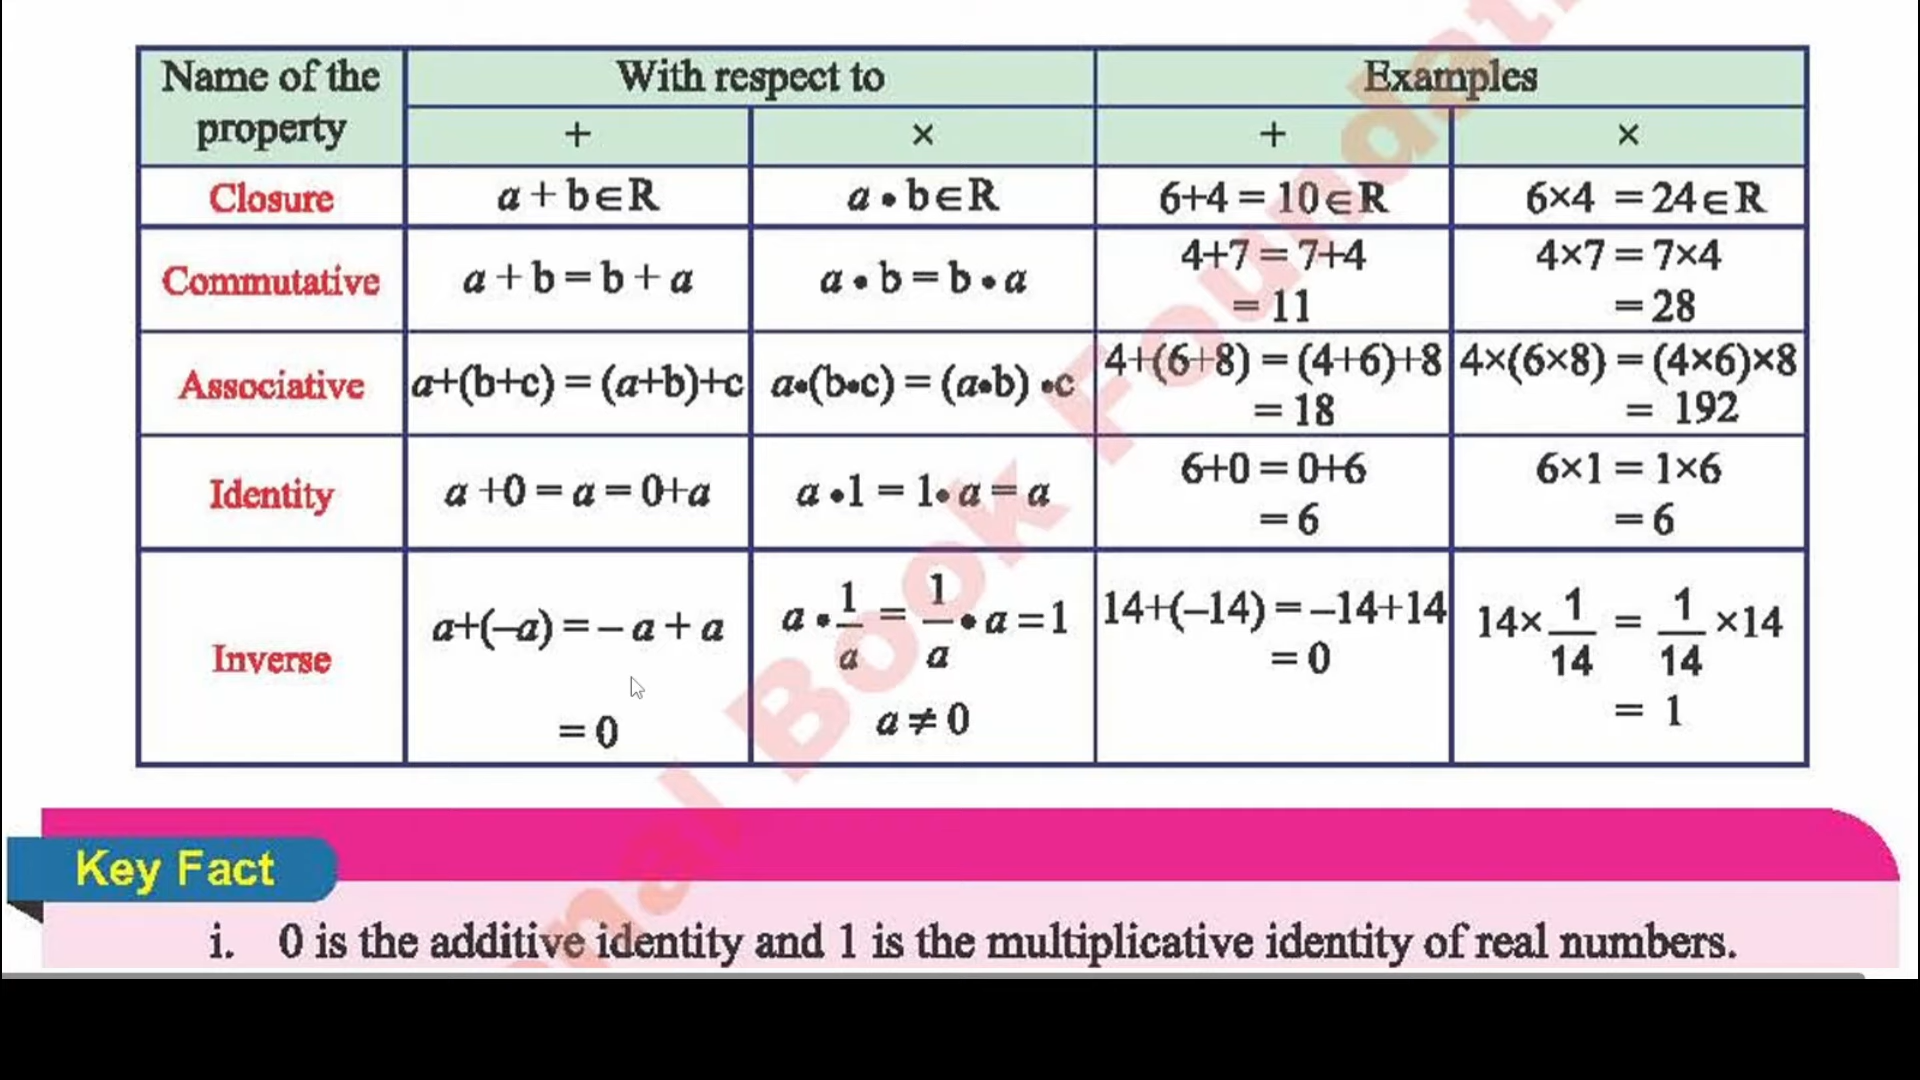 Name of the property
With respect to
Examples
+
×
+
×
Closure
a + b∈R
a • b∈R
6+4 = 10∈R
6×4 = 24∈R
Commutative
a + b = b + a
a • b = b • a
4+7 = 7+4
= 11
4×7 = 7×4
= 28
Associative
a+(b+c) = (a+b)+c
a•(b•c) = (a•b) •c
4+(6+8) = (4+6)+8
= 18
4×(6×8) = (4×6)×8
= 192
Identity
a +0 = a = 0+a
a •1 = 1• a = a
6+0 = 0+6
= 6
6×1 = 1×6
= 6
Inverse
a+(–a) = – a + a
= 0
a • 1/a = 1/a • a = 1
a ≠ 0
14+(–14) = –14+14
= 0
14× 1/14 = 1/14 ×14
= 1
Key Fact
i. 0 is the additive identity and 1 is the multiplicative identity of real numbers.